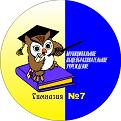 МУНИЦИПАЛЬНОЕ
ОБЩЕОБРАЗОВАТЕЛЬНОЕ
УЧРЕЖДЕНИЕ
Гимназия №7